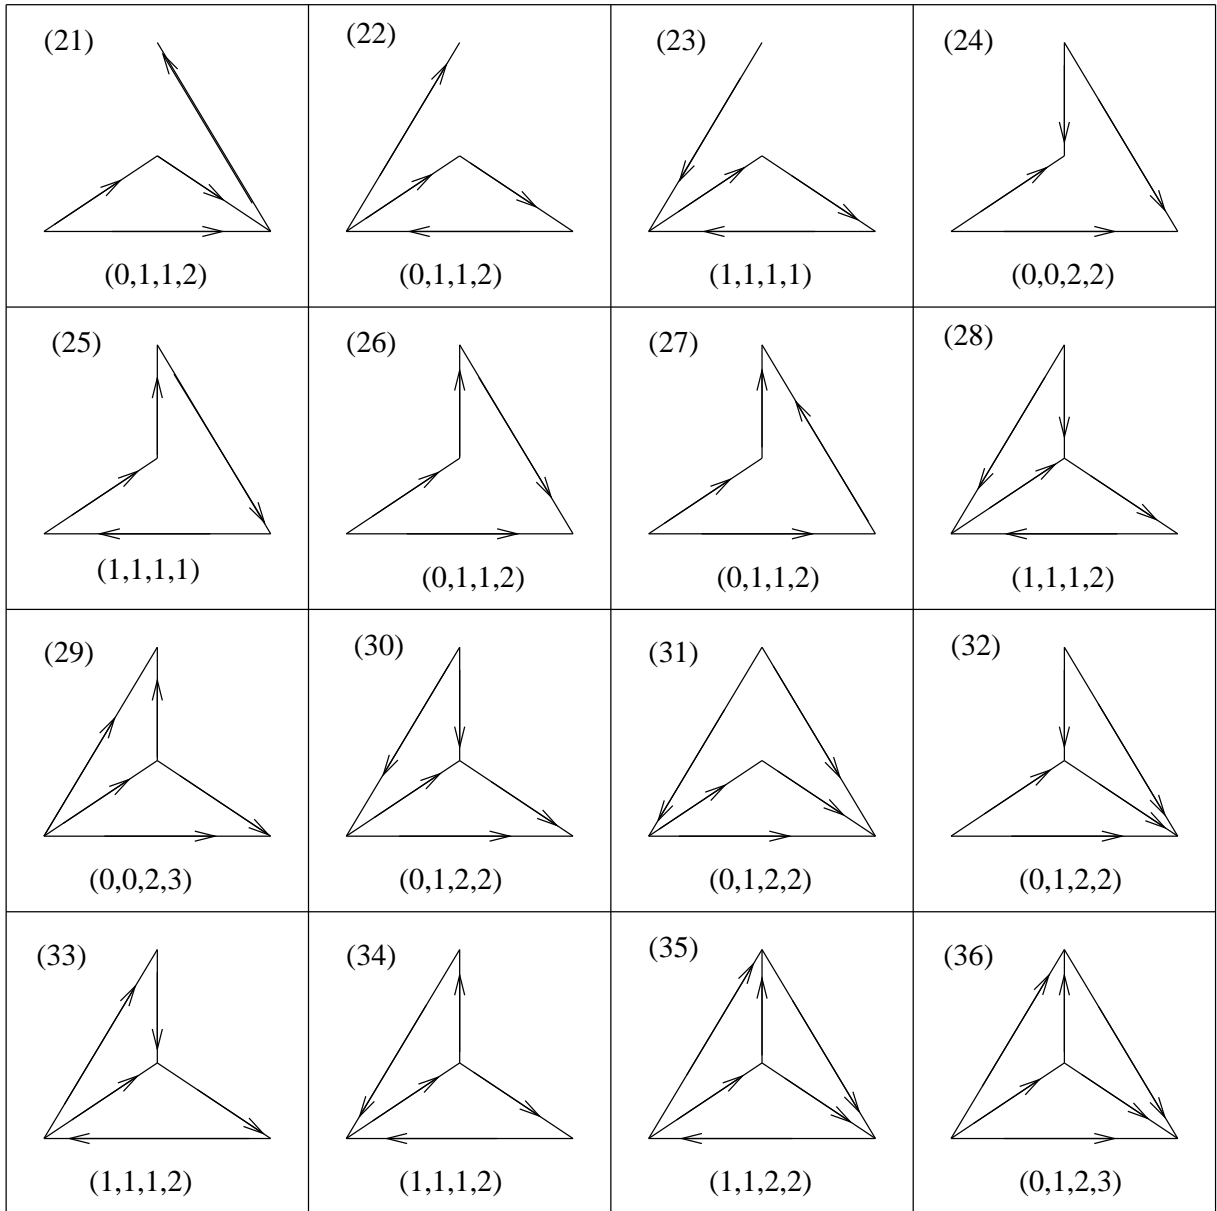 (21) (22) (23) (24)
(0,1,1,2) (0,1,1,2) (1,1,1,1) (0,0,2,2)
(25) (26) (27) (28)
(1,1,1,1) (0,1,1,2) (0,1,1,2) (1,1,1,2)
(29) (30) (31) (32)
(0,0,2,3) (0,1,2,2) (0,1,2,2) (0,1,2,2)
(33) (34) (35) (36)
(1,1,1,2) (1,1,1,2) (1,1,2,2) (0,1,2,3)